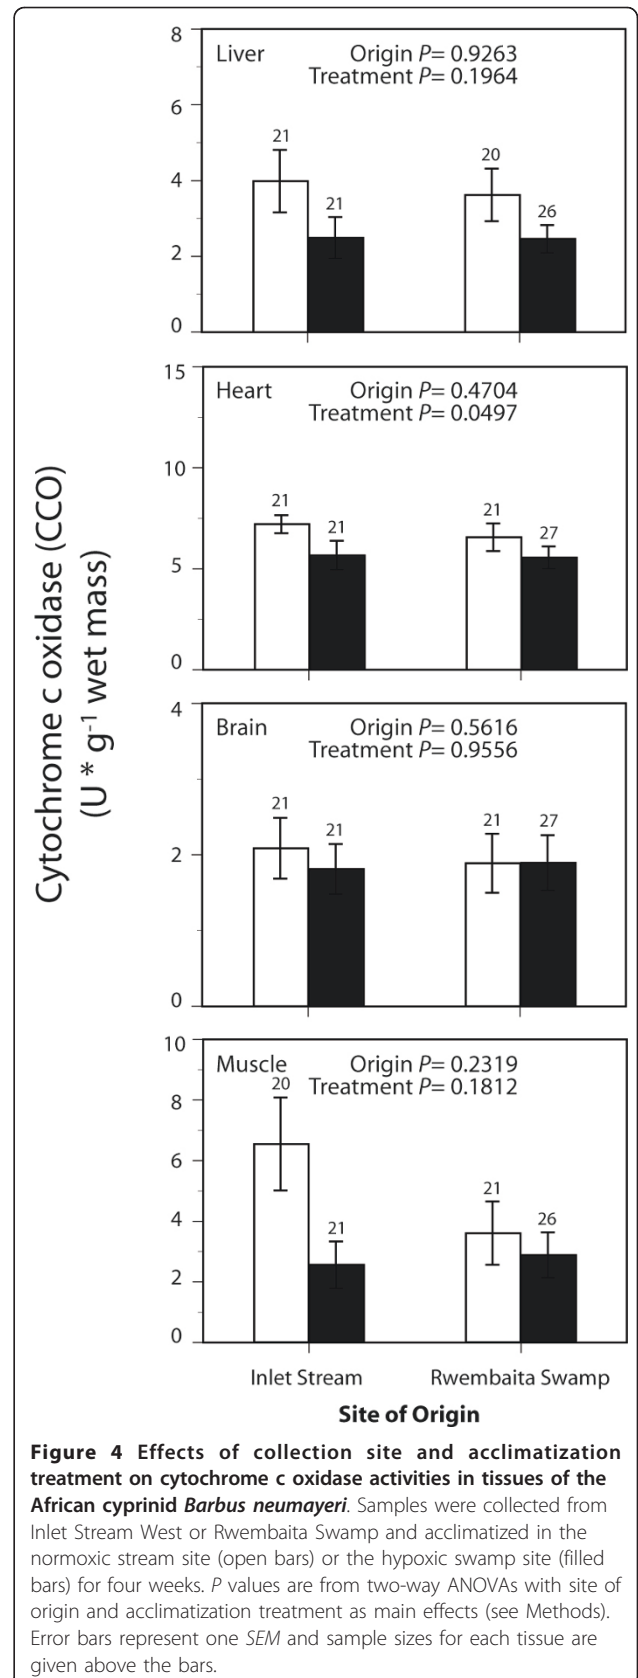 8
Liver
Origin P= 0.9263
Treatment P= 0.1964
6
21
20
4
21
26
2
0
15
Heart
Origin P= 0.4704
Treatment P= 0.0497
10
21
21
21
27
5
0
Cytochrome c oxidase (CCO)
(U * g-1 wet mass)
4
Brain
Origin P= 0.5616
Treatment P= 0.9556
21
21
21
27
2
0
10
Muscle
Origin P= 0.2319
Treatment P= 0.1812
20
8
6
21
21
26
4
2
0
Inlet Stream Rwembaita Swamp
Site of Origin
Figure 4 Effects of collection site and acclimatization
treatment on cytochrome c oxidase activities in tissues of the
African cyprinid Barbus neumayeri. Samples were collected from
Inlet Stream West or Rwembaita Swamp and acclimatized in the
normoxic stream site (open bars) or the hypoxic swamp site (filled
bars) for four weeks. P values are from two-way ANOVAs with site of
origin and acclimatization treatment as main effects (see Methods).
Error bars represent one SEM and sample sizes for each tissue are
given above the bars.